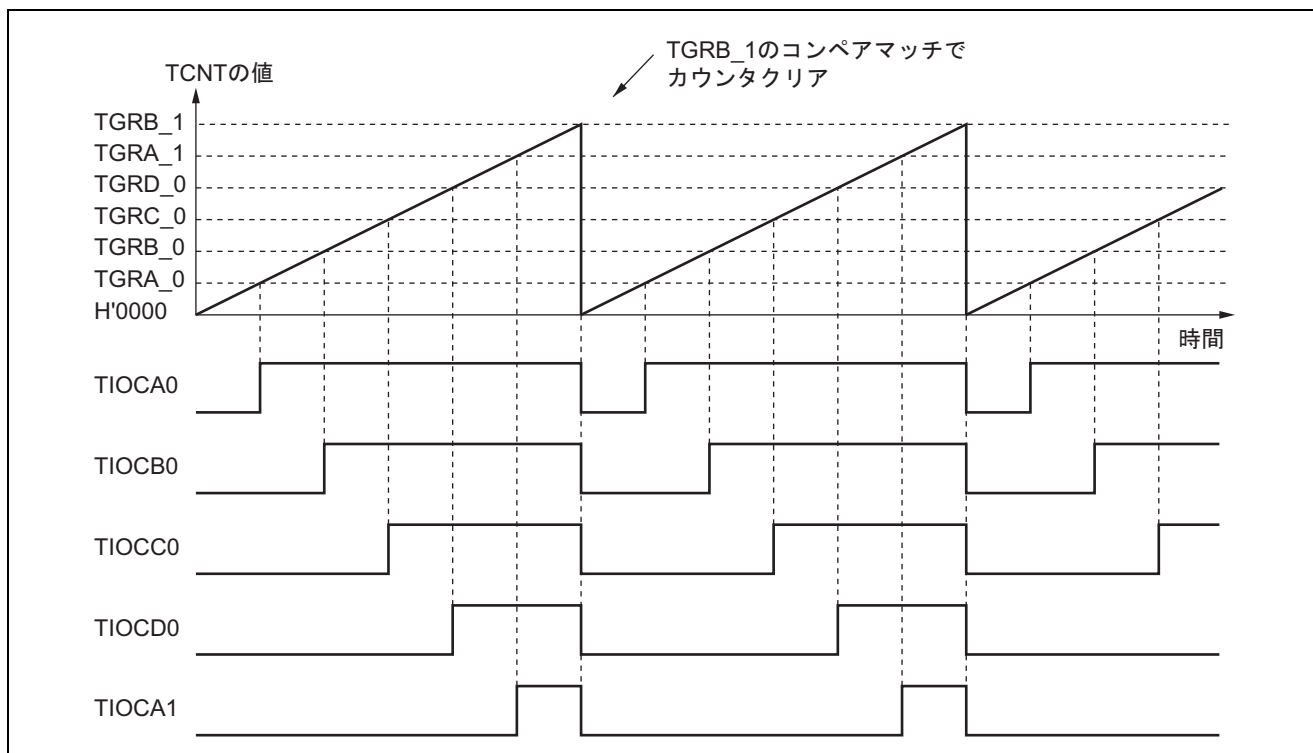 TGRB_1のコンペアマッチで
カウンタクリア
TCNTの値
TGRB_1
TGRA_1
TGRD_0
TGRC_0
TGRB_0
TGRA_0
H'0000
時間
TIOCA0
TIOCB0
TIOCC0
TIOCD0
TIOCA1